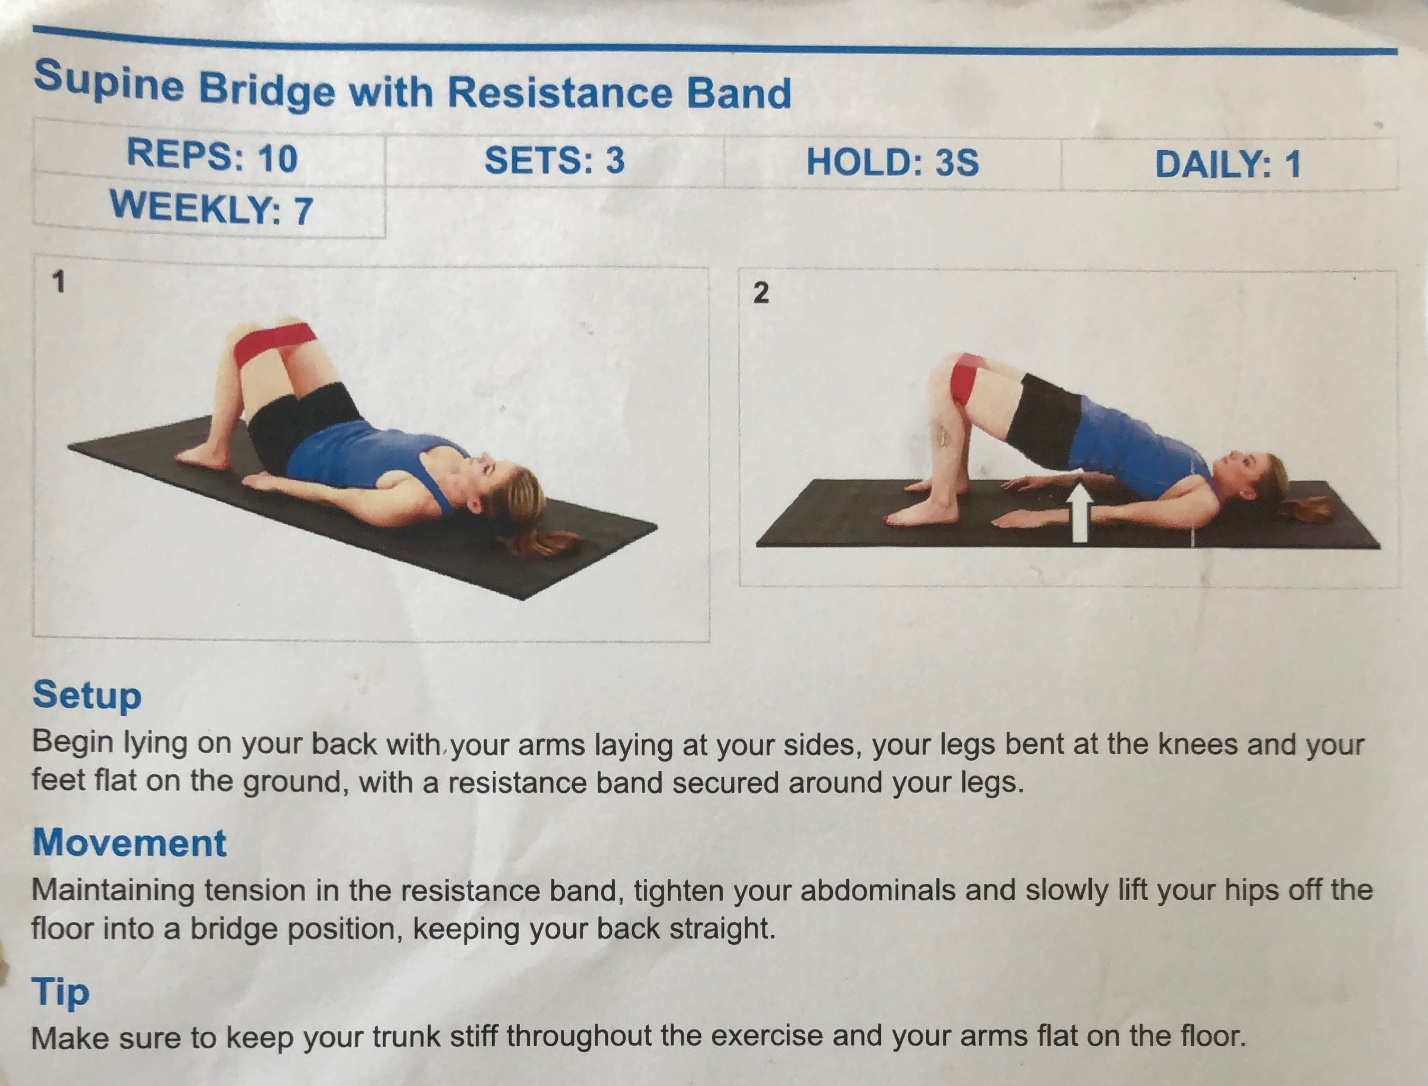 Supine Bridge with Resistance Band
REPS: 10 SETS: 3 HOLD: 3S DAILY: 1
WEEKLY: 7
1 2
Setup
Begin lying on your back with your arms laying at your sides, your legs bent at the knees and your
feet flat on the ground, with a resistance band secured around your legs.
Movement
Maintaining tension in the resistance band, tighten your abdominals and slowly lift your hips off the
floor into a bridge position, keeping your back straight.
Tip
Make sure to keep your trunk stiff throughout the exercise and your arms flat on the floor.